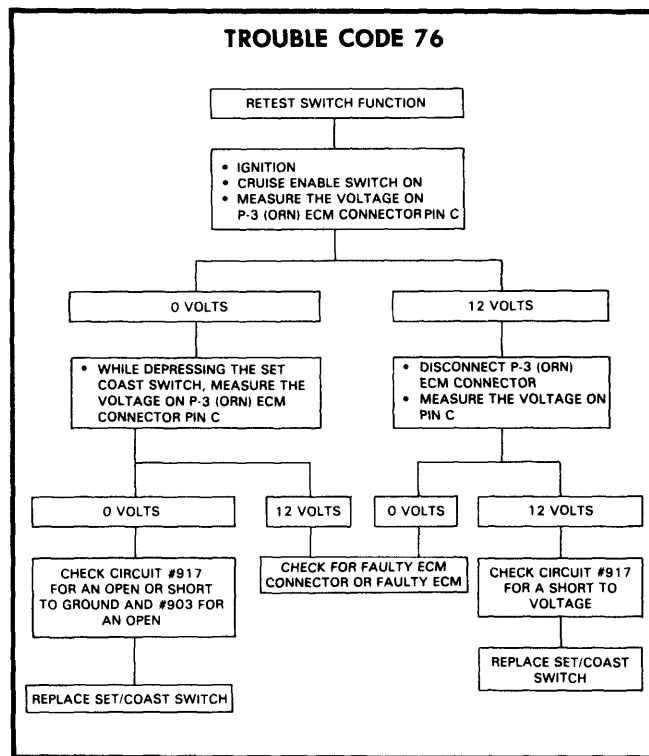 TROUBLE CODE 76
RETEST SWITCH FUNCTION
• IGNITION
• CRUISE ENABLE SWITCH ON
• MEASURE THE VOLTAGE ON
P-3 (ORN) ECM CONNECTOR PIN C
0 VOLTS
12 VOLTS
• WHILE DEPRESSING THE SET
COAST SWITCH, MEASURE THE
VOLTAGE ON P-3 (ORN) ECM
CONNECTOR PIN C
• DISCONNECT P-3 (ORN)
ECM CONNECTOR
• MEASURE THE VOLTAGE ON
PIN C
0 VOLTS
12 VOLTS
0 VOLTS
12 VOLTS
CHECK CIRCUIT #917
FOR AN OPEN OR SHORT
TO GROUND AND #903 FOR
AN OPEN
CHECK FOR FAULTY ECM
CONNECTOR OR FAULTY ECM
CHECK CIRCUIT #917
FOR A SHORT TO
VOLTAGE
REPLACE SET/COAST SWITCH
REPLACE SET/COAST
SWITCH